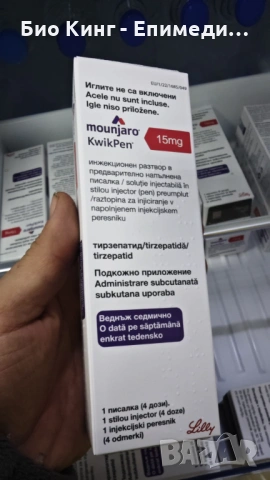 Био Кинг - Епимеди...
Иглите не са включени
Acele nu sunt incluse.
Igle niso priložene.
mounjaro
KwikPen
15mg
инжекционен разтвор в
предварително напълнена
писалка / soluție injectabilă în
stilou injector (pen) preumplut
/raztopina za injiciranje v
napolnjenem injekcijskem
peresniku
тирзепатид/tirzepatidă/
tirzepatid
Подкожно приложение
Administrare subcutanată
subkutana uporaba
Веднъж седмично
O dată pe săptămână
enkrat tedensko
1 писалка (4 дози).
1 stilou injector (4 doze)
1 injekcijski peresnik
(4 odmerki)
Lilly
BAZAR